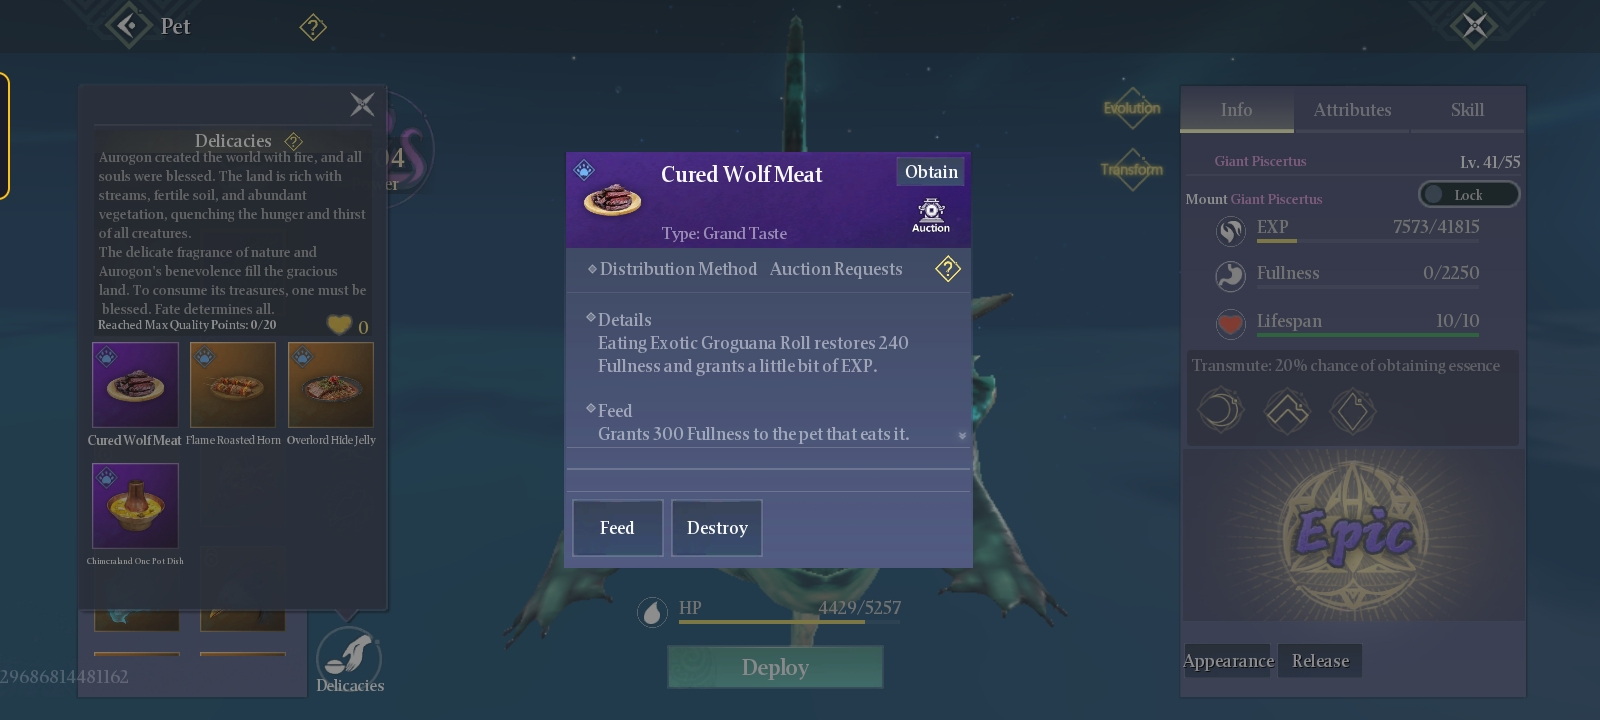 Pet
?
Delicacies ?
Aurogon created the world with fire, and all
souls were blessed. The land is rich with
streams, fertile soil, and abundant
vegetation, quenching the hunger and thirst
of all creatures.
The delicate fragrance of nature and
Aurogon's benevolence fill the gracious
land. To consume its treasures, one must be
blessed. Fate determines all.
Reached Max Quality Points: 0/20
0
Cured Wolf Meat
Flame Roasted Horn
Overlord Hide Jelly
Chimeraland One Pot Dish
Delicacies
29686814481162
Cured Wolf Meat
Obtain
Type: Grand Taste
Auction
Distribution Method Auction Requests ?
Details
Eating Exotic Groguana Roll restores 240
Fullness and grants a little bit of EXP.
Feed
Grants 300 Fullness to the pet that eats it.
Feed
Destroy
HP 4429/5257
Deploy
Evolution
Transform
Info
Attributes
Skill
Giant Piscertus
Lv. 41/55
Mount Giant Piscertus
Lock
EXP 7573/41815
Fullness 0/2250
Lifespan 10/10
Transmute: 20% chance of obtaining essence
Epic
Appearance
Release